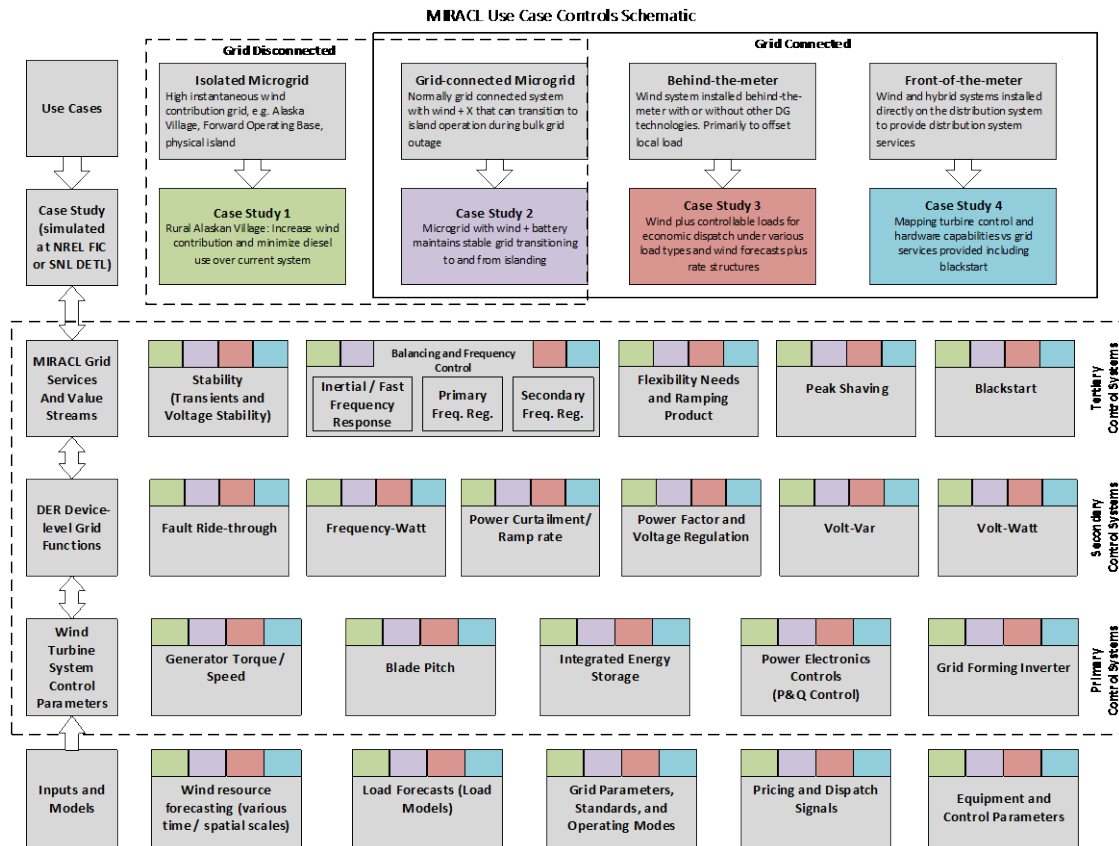 MIRACL Use Case Controls Schematic
Grid Disconnected
Grid Connected
Use Cases
Isolated Microgrid
High instantaneous wind
contribution grid, e.g. Alaska
Village, Forward Operating Base,
physical island
Grid-connected Microgrid
Normally grid connected system
with wind + X that can transition to
island operation during bulk grid
outage
Behind-the-meter
Wind system installed behind-the-
meter with or without other DG
technologies. Primarily to offset
local load
Front-of-the-meter
Wind and hybrid systems installed
directly on the distribution system
to provide distribution system
services
Case Study
(simulated
at NREL FIC
or SNL DETL)
Case Study 1
Rural Alaskan Village: Increase wind
contribution and minimize diesel
use over current system
Case Study 2
Microgrid with wind + battery
maintains stable grid transitioning
to and from islanding
Case Study 3
Wind plus controllable loads for
economic dispatch under various
load types and wind forecasts plus
rate structures
Case Study 4
Mapping turbine control and
hardware capabilities vs grid
services provided including
blackstart
MIRACL Grid
Services
And Value
Streams
Stability
(Transients and
Voltage Stability)
Balancing and Frequency
Control
Inertial / Fast
Frequency
Response
Primary
Freq. Reg.
Secondary
Freq. Reg.
Flexibility Needs
and Ramping
Product
Peak Shaving
Blackstart
Tertiary
Control Systems
DER Device-
level Grid
Functions
Fault Ride-through
Frequency-Watt
Power Curtailment/
Ramp rate
Power Factor and
Voltage Regulation
Volt-Var
Volt-Watt
Secondary
Control Systems
Wind
Turbine
System
Control
Parameters
Generator Torque/
Speed
Blade Pitch
Integrated Energy
Storage
Power Electronics
Controls
(P&Q Control)
Grid Forming Inverter
Primary
Control Systems
Inputs and
Models
Wind resource
forecasting (various
time/ spatial scales)
Load Forecasts (Load
Models)
Grid Parameters,
Standards, and
Operating Modes
Pricing and Dispatch
Signals
Equipment and
Control Parameters